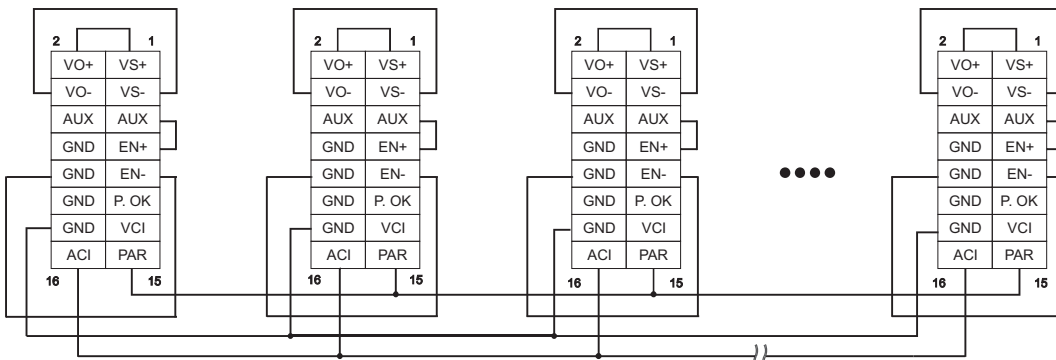 2 1 2 1 2 1 2 1
VO+ VS+ VO+ VS+ VO+ VS+ VO+ VS+
VO- VS- VO- VS- VO- VS- VO- VS-
AUX AUX AUX AUX AUX AUX AUX AUX
GND EN+ GND EN+ GND EN+ GND EN+
GND EN- GND EN- GND EN- GND EN-
GND P. OK GND P. OK GND P. OK GND P. OK
GND VCI GND VCI GND VCI GND VCI
ACI PAR ACI PAR ACI PAR ACI PAR
16 15 16 15 16 15 16 15